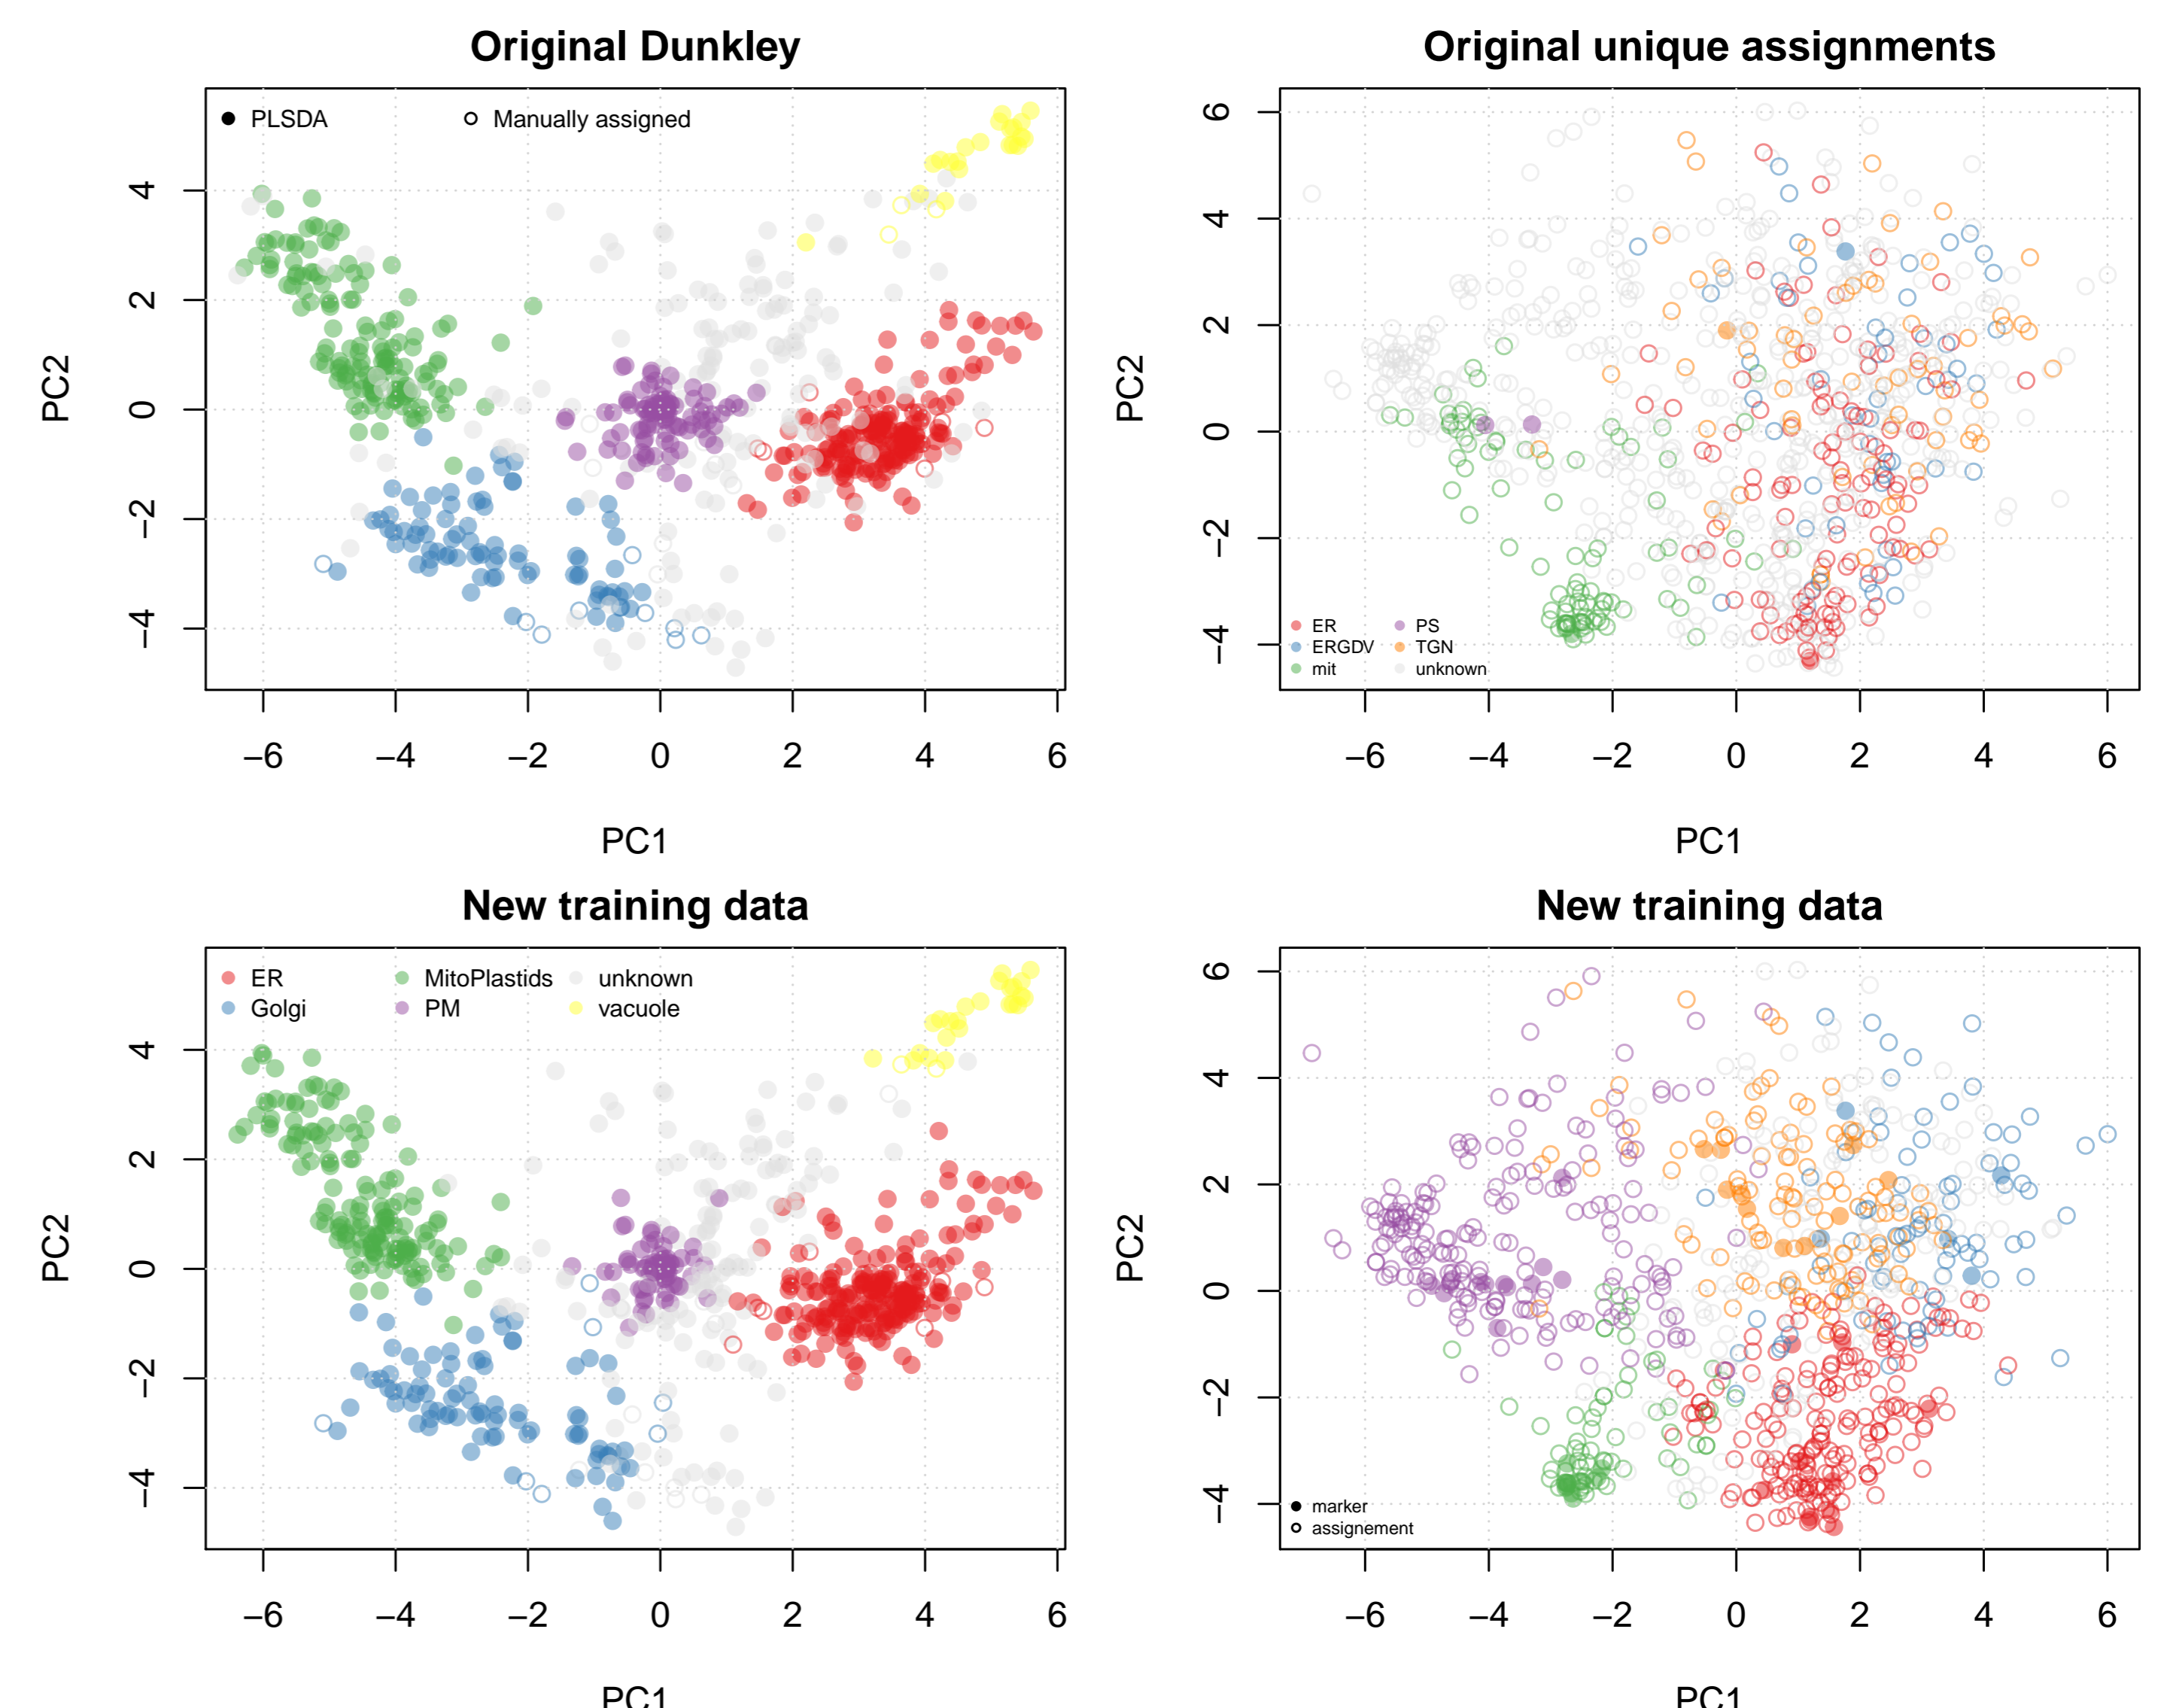 Original Dunkley
PLSDA Manually assigned
4
2
0
–2
–4
PC2
–6 –4 –2 0 2 4 6
PC1
Original unique assignments
6
4
2
0
–2
–4
PC2
ER PS
ERGDV TGN
mit unknown
–6 –4 –2 0 2 4 6
PC1
New training data
ER MitoPlastids unknown
Golgi PM vacuole
4
2
0
–2
–4
PC2
–6 –4 –2 0 2 4 6
PC1
New training data
6
4
2
0
–2
–4
PC2
marker
assignement
–6 –4 –2 0 2 4 6
PC1